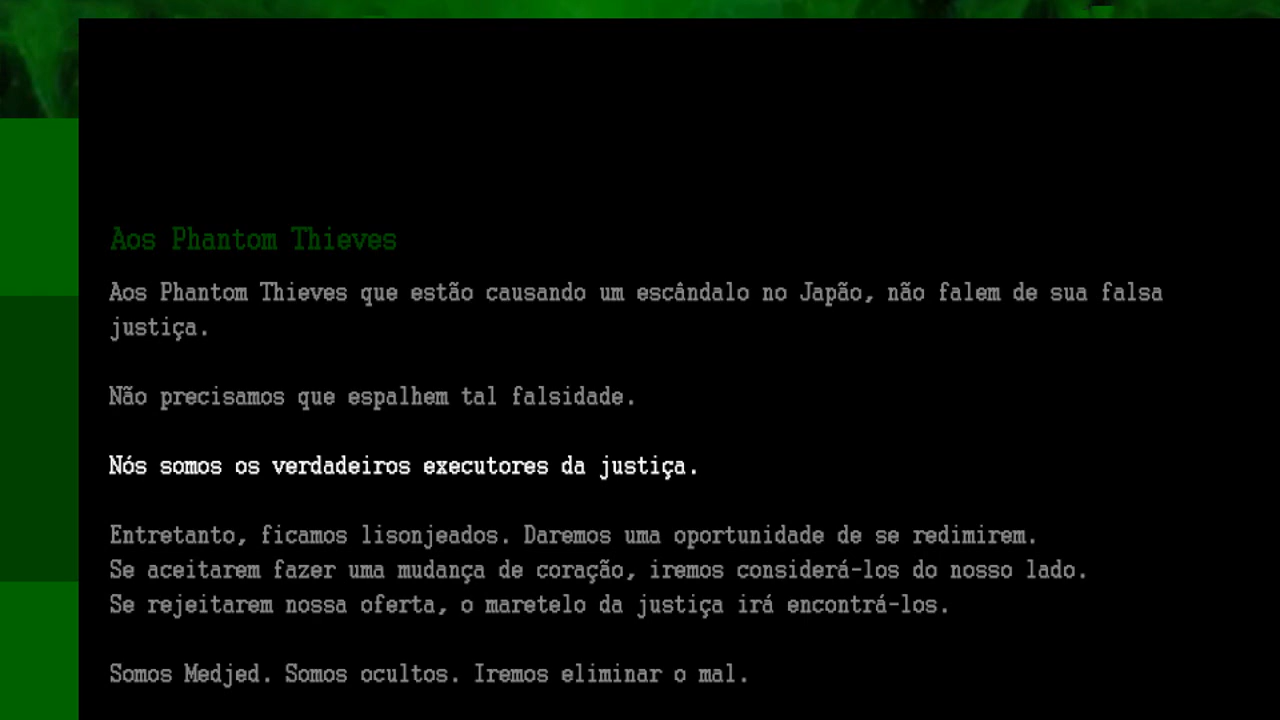 Aos Phantom Thieves
Aos Phantom Thieves que estão causando um escândalo no Japão, não falem de sua falsa
justiça.
Não precisamos que espalhem tal falsidade.
Nós somos os verdadeiros executores da justiça.
Entretanto, ficamos lisonjeados. Daremos uma oportunidade de se redimirem.
Se aceitarem fazer uma mudança de coração, iremos considerá-los do nosso lado.
Se rejeitarem nossa oferta, o maretelo da justiça irá encontrá-los.
Somos Medjed. Somos ocultos. Iremos eliminar o mal.